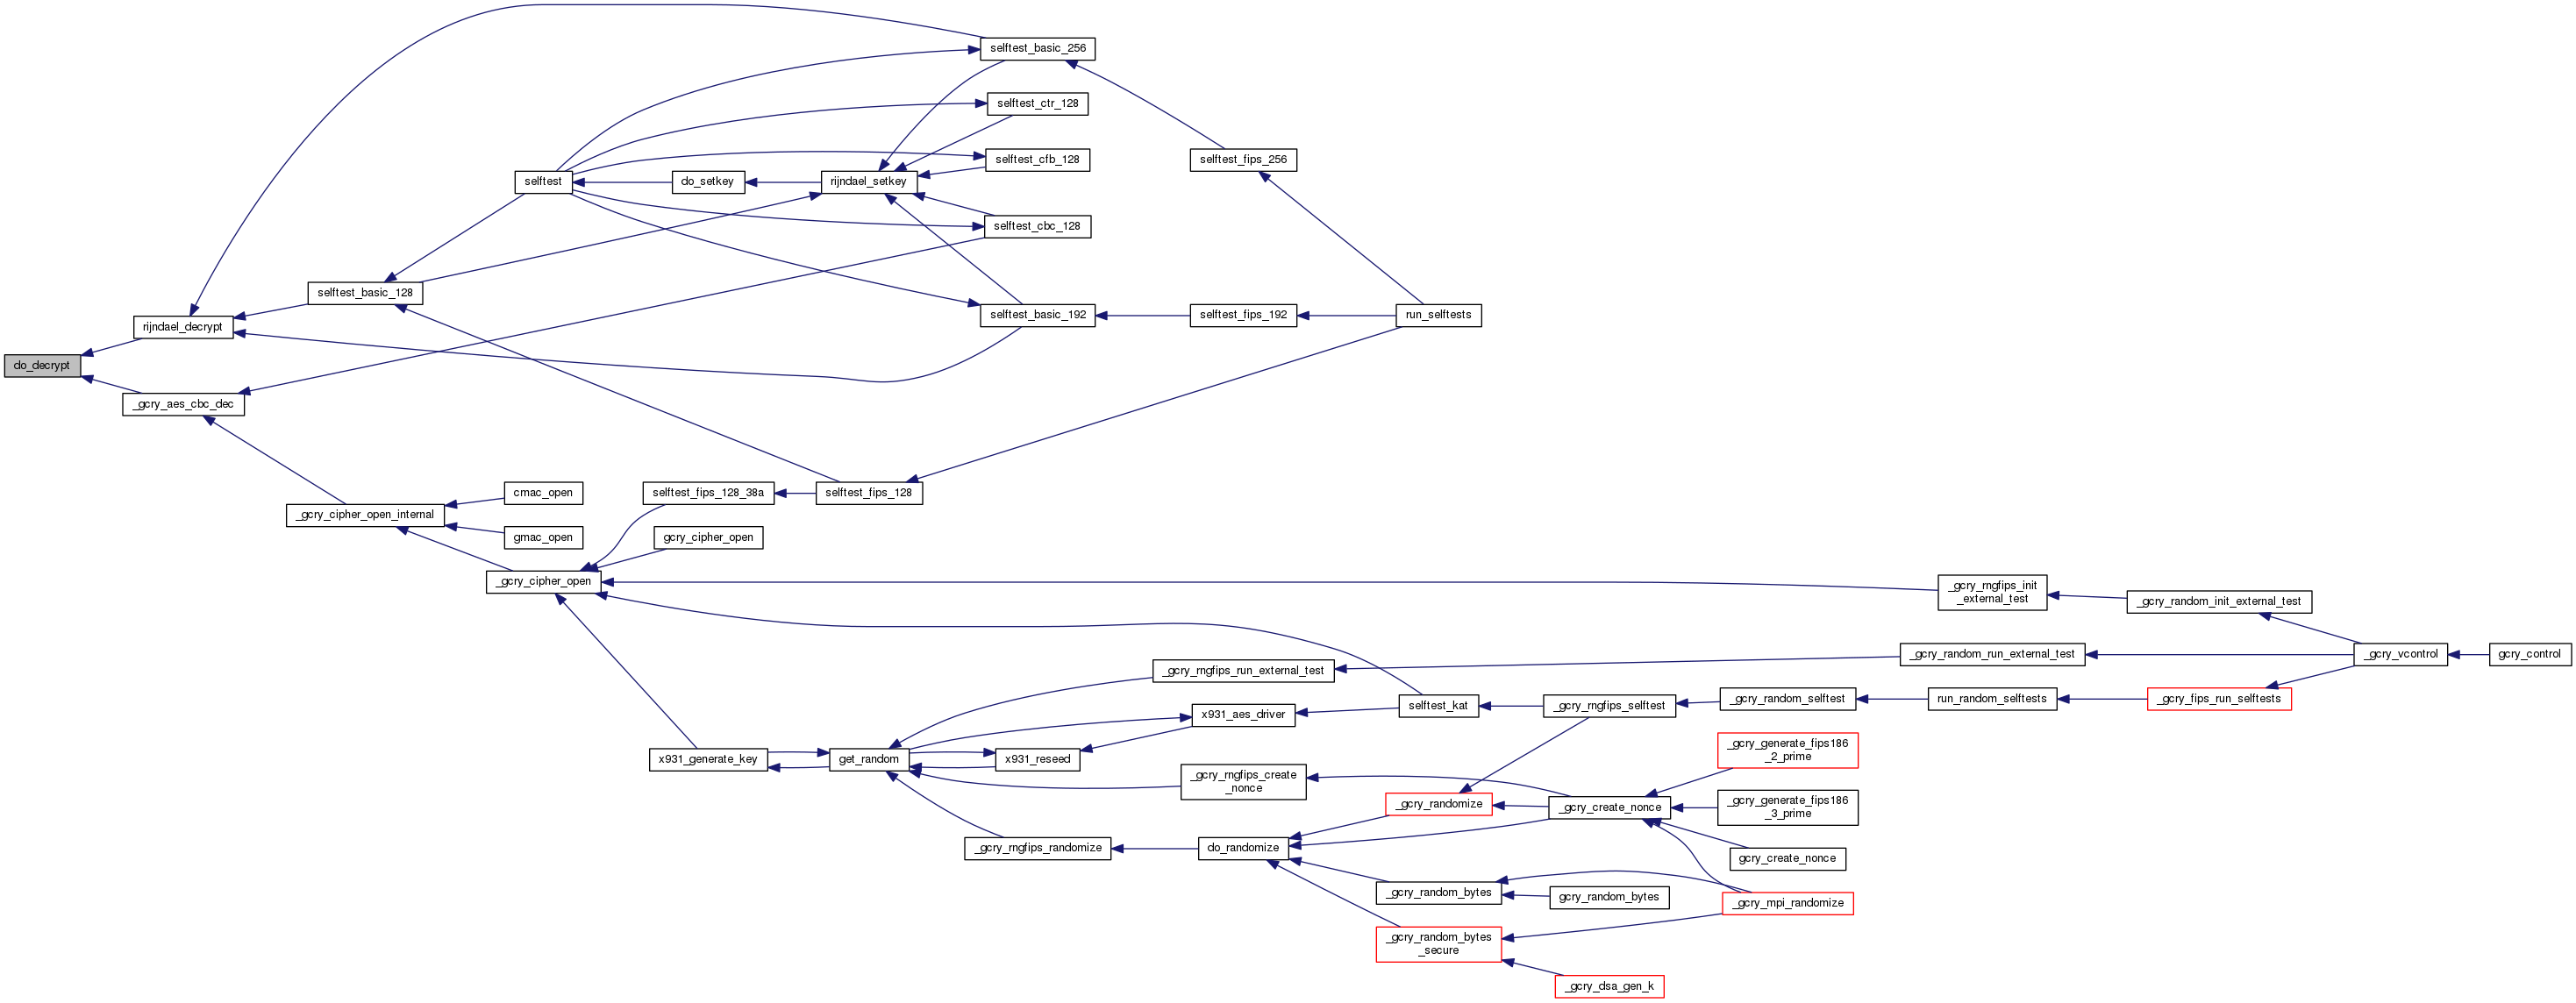 selftest_basic_256
selftest_ctr_128
selftest_cfb_128
selftest_fips_256
selftest
do_setkey
rijndael_setkey
selftest_cbc_128
selftest_basic_128
rijndael_decrypt
selftest_basic_192
selftest_fips_192
run_selftests
do_decrypt
_gcry_aes_cbc_dec
cmac_open
selftest_fips_128_38a
selftest_fips_128
_gcry_cipher_open_internal
gmac_open
gcry_cipher_open
_gcry_cipher_open
_gcry_rngfips_init
_external_test
_gcry_random_init_external_test
_gcry_rngfips_run_external_test
_gcry_random_run_external_test
_gcry_vcontrol
gcry_control
selftest_kat
_gcry_rngfips_selftest
_gcry_random_selftest
run_random_selftests
_gcry_fips_run_selftests
x931_aes_driver
x931_generate_key
get_random
x931_reseed
_gcry_generate_fips186
_2_prime
_gcry_rngfips_create
_nonce
_gcry_randomize
_gcry_create_nonce
_gcry_generate_fips186
_3_prime
_gcry_rngfips_randomize
do_randomize
gcry_create_nonce
_gcry_random_bytes
gcry_random_bytes
_gcry_mpi_randomize
_gcry_random_bytes
_secure
_gcry_dsa_gen_k